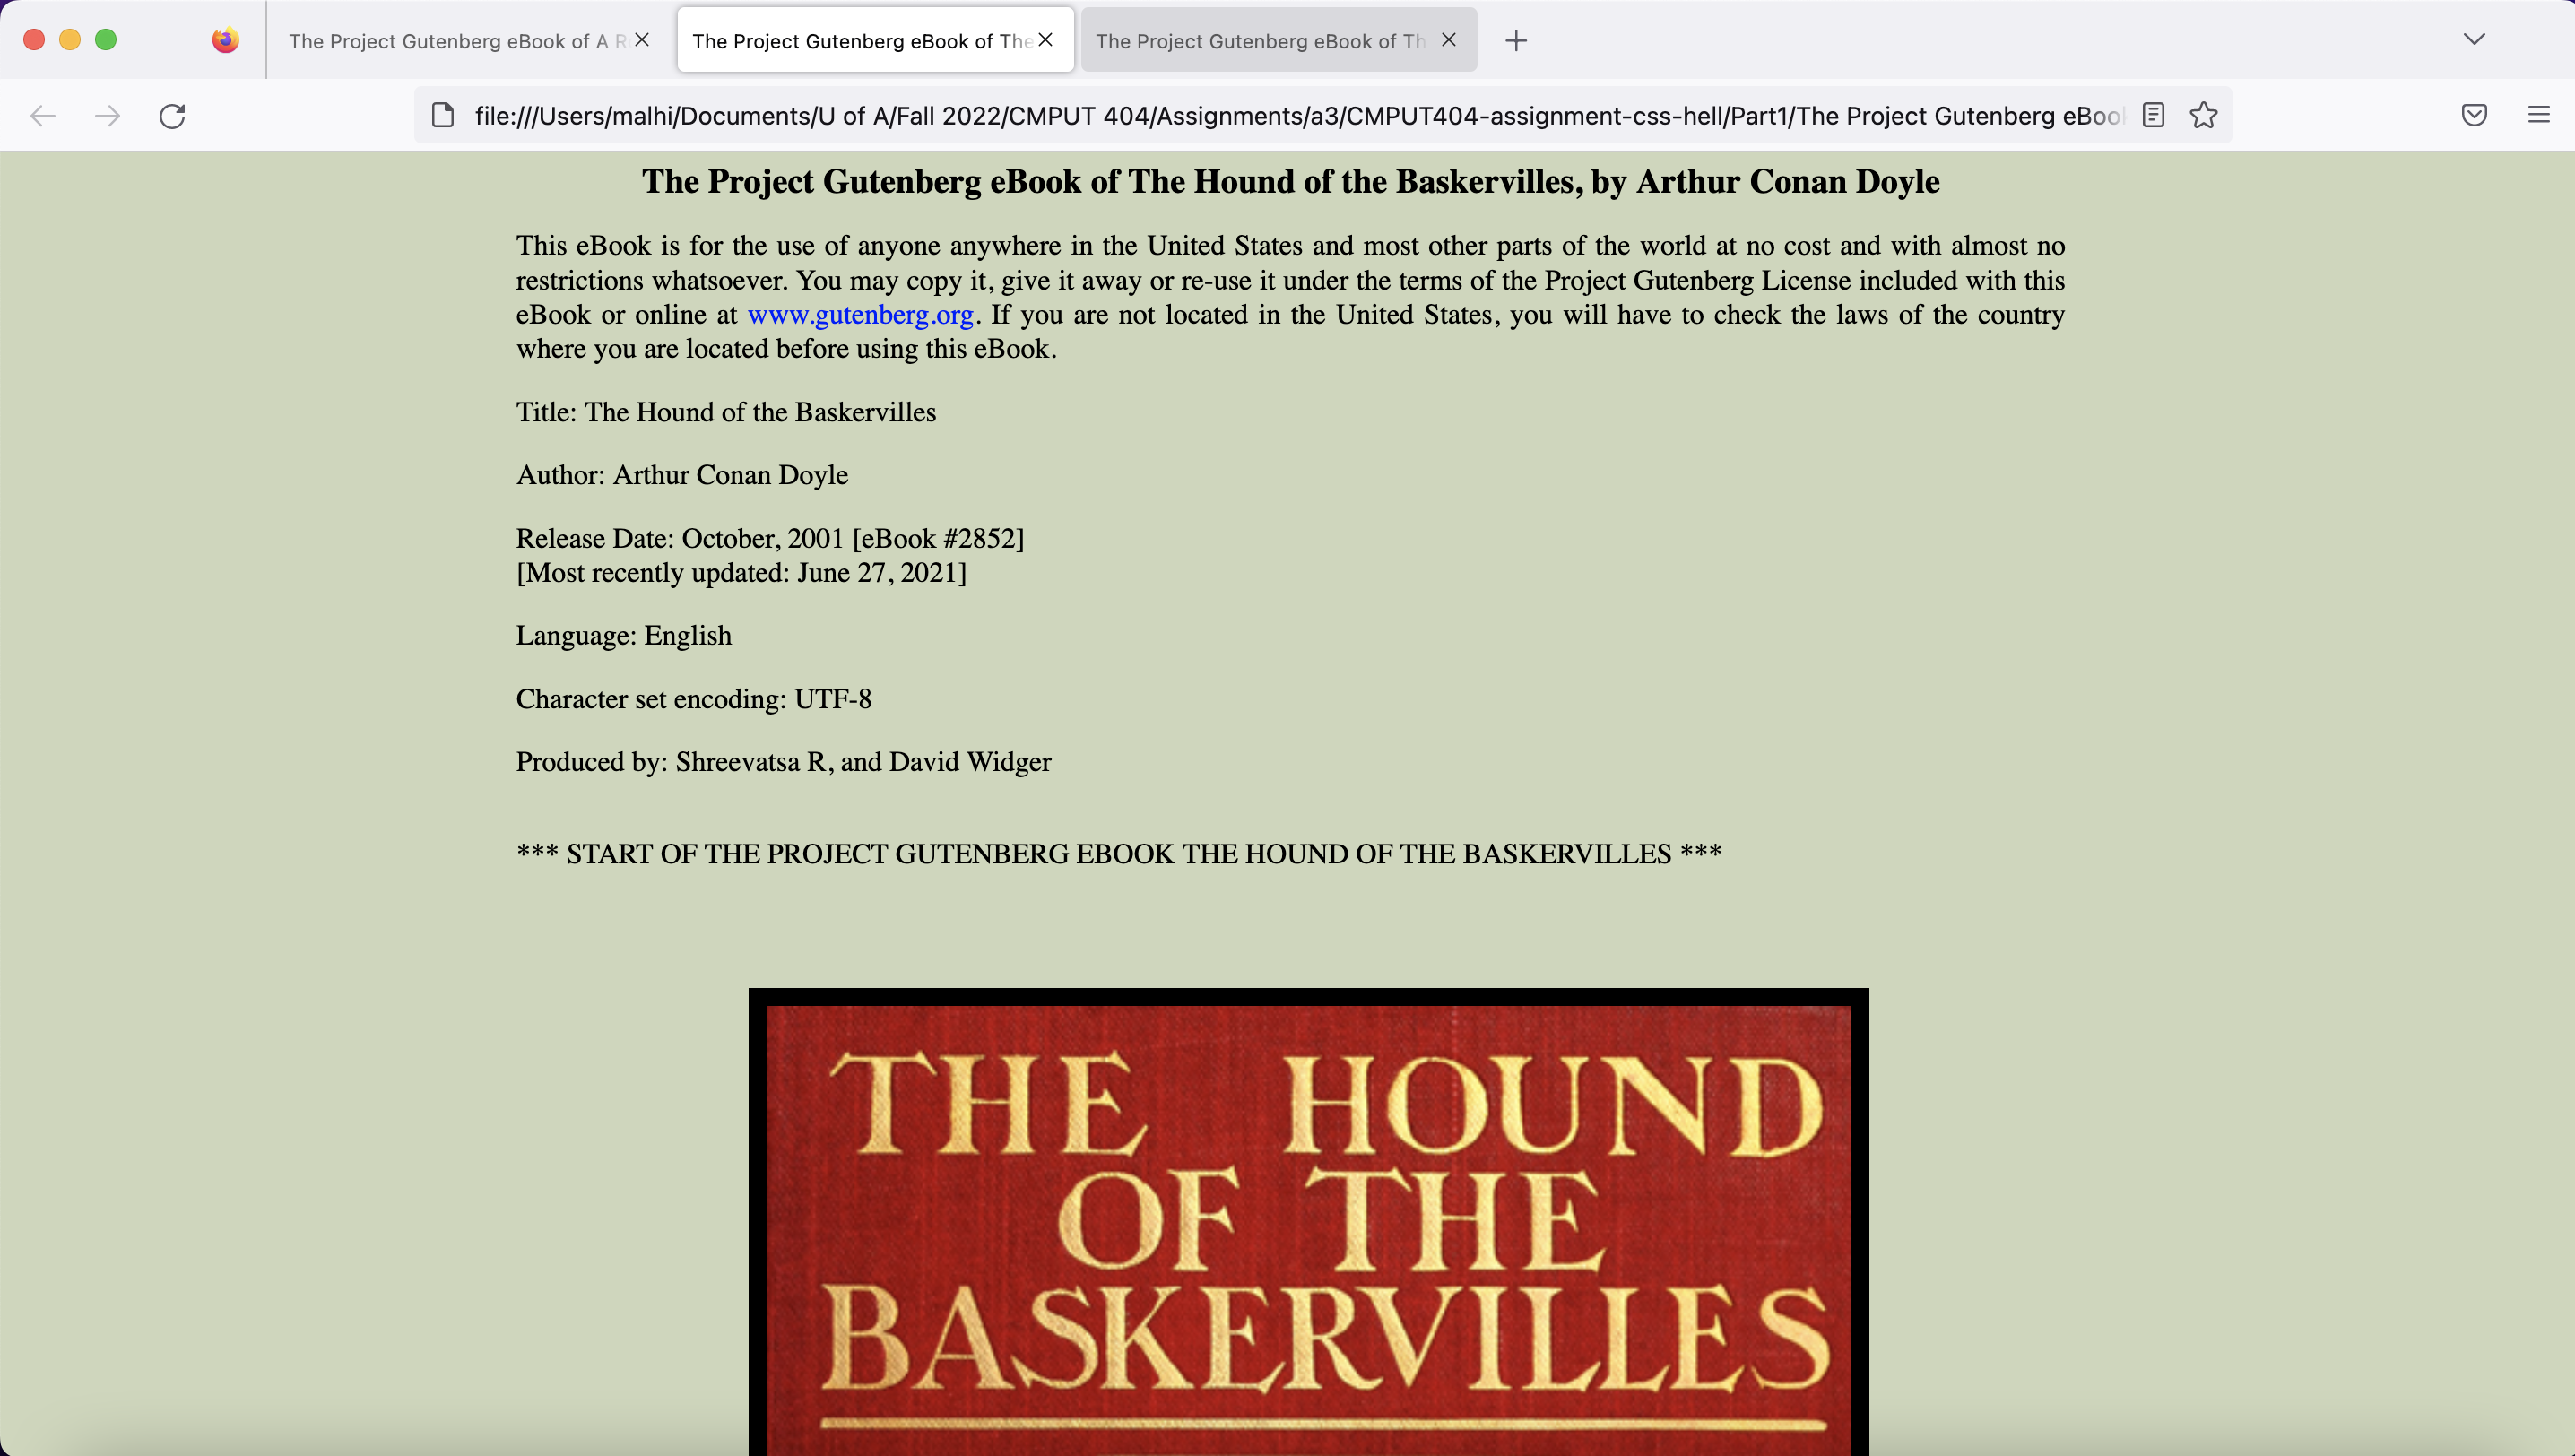 The Project Gutenberg eBook of A R
The Project Gutenberg eBook of The
The Project Gutenberg eBook of Th
file:///Users/malhi/Documents/U of A/Fall 2022/CMPUT 404/Assignments/a3/CMPUT404-assignment-css-hell/Part1/The Project Gutenberg eBook
The Project Gutenberg eBook of The Hound of the Baskervilles, by Arthur Conan Doyle
This eBook is for the use of anyone anywhere in the United States and most other parts of the world at no cost and with almost no
restrictions whatsoever. You may copy it, give it away or re-use it under the terms of the Project Gutenberg License included with this
eBook or online at www.gutenberg.org. If you are not located in the United States, you will have to check the laws of the country
where you are located before using this eBook.
Title: The Hound of the Baskervilles
Author: Arthur Conan Doyle
Release Date: October, 2001 [eBook #2852]
[Most recently updated: June 27, 2021]
Language: English
Character set encoding: UTF-8
Produced by: Shreevatsa R, and David Widger
*** START OF THE PROJECT GUTENBERG EBOOK THE HOUND OF THE BASKERVILLES ***
THE HOUND
OF THE
BASKERVILLES